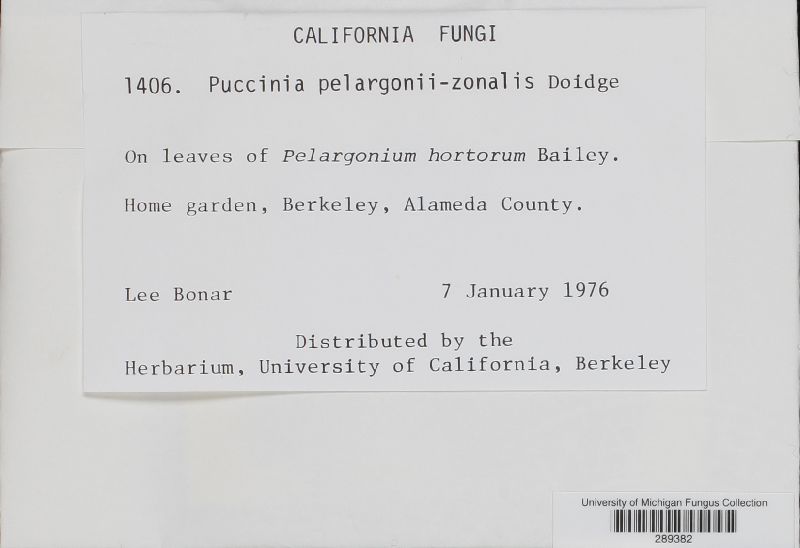 CALIFORNIA FUNGI
1406. Puccinia pelargonii-zonalis Doidge
On leaves of Pelargonium hortorum Bailey.
Home garden, Berkeley, Alameda County.
Lee Bonar 7 January 1976
Distributed by the
Herbarium, University of California, Berkeley
University of Michigan Fungus Collection
289382